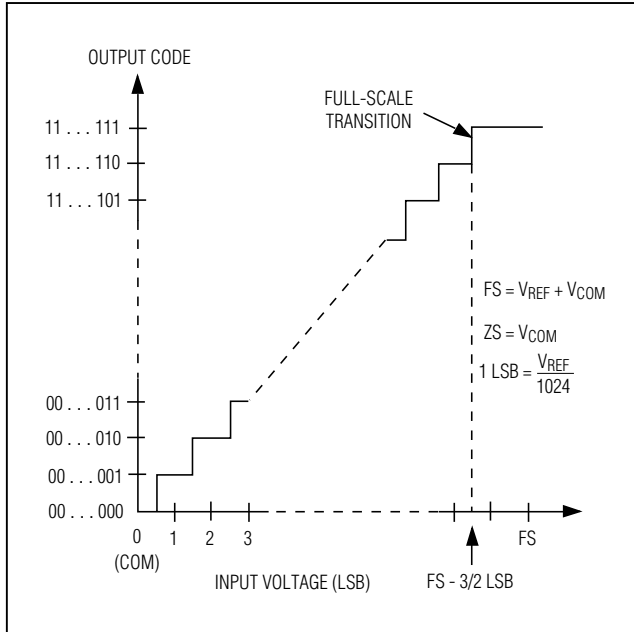 OUTPUT CODE
FULL-SCALE
TRANSITION
11 . . . 111
11 . . . 110
11 . . . 101
FS = VREF + VCOM
ZS = VCOM
1 LSB = VREF
1024
00 . . . 011
00 . . . 010
00 . . . 001
00 . . . 000
0 1 2 3 FS
(COM)
INPUT VOLTAGE (LSB) FS - 3/2 LSB